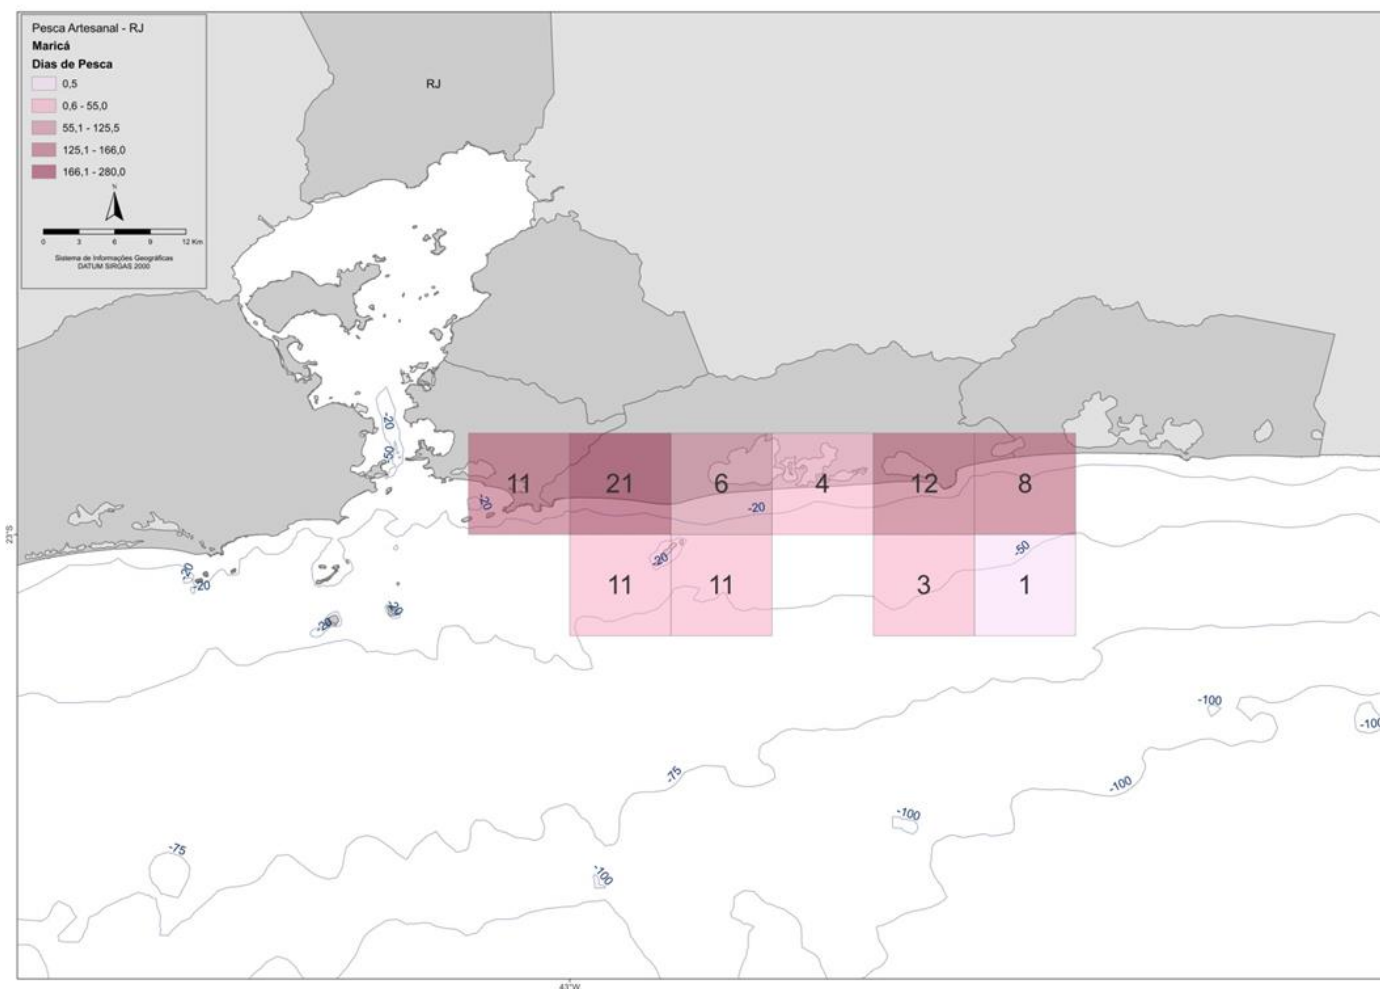 Pesca Artesanal - RJ
Maricá
Dias de Pesca
0,5
0,6 - 55,0
55,1 - 125,5
125,1 - 166,0
166,1 - 280,0
N
0 3 6 9 12 Km
Sistema de Informações Geográficas
DATUM SIRGAS 2000
RJ
-20
-50
11 21 6 4 12 8
-20
-20
23°S
-50
-20
-20
-20
11 11 3 1
-20
-20
-100
-100
-75
-100
-100
-75
-100
43°W